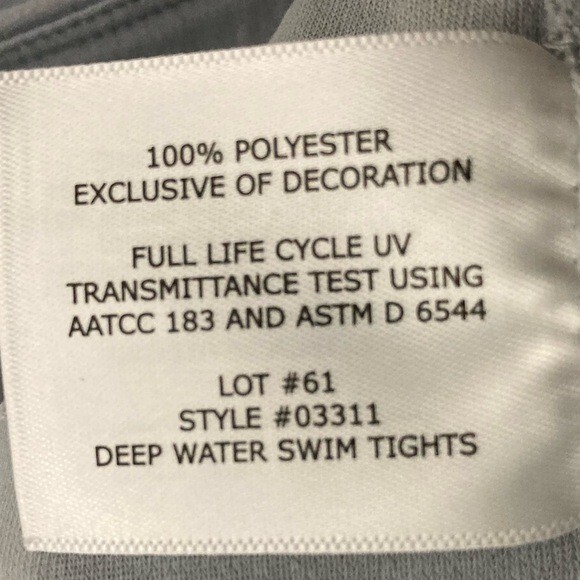 100% POLYESTER
EXCLUSIVE OF DECORATION
FULL LIFE CYCLE UV
TRANSMITTANCE TEST USING
AATCC 183 AND ASTM D 6544
LOT #61
STYLE #03311
DEEP WATER SWIM TIGHTS